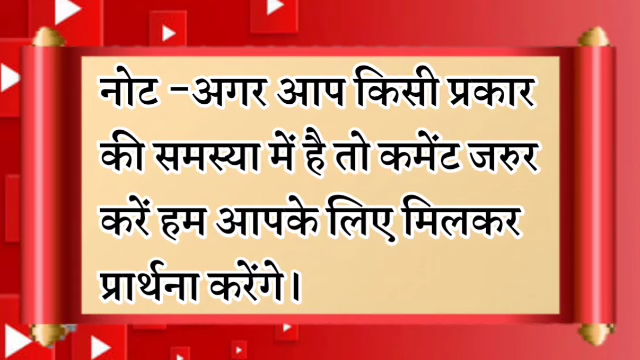 नोट -अगर आप किसी प्रकार
की समस्या में है तो कमेंट जरुर
करें हम आपके लिए मिलकर
प्रार्थना करेंगे।